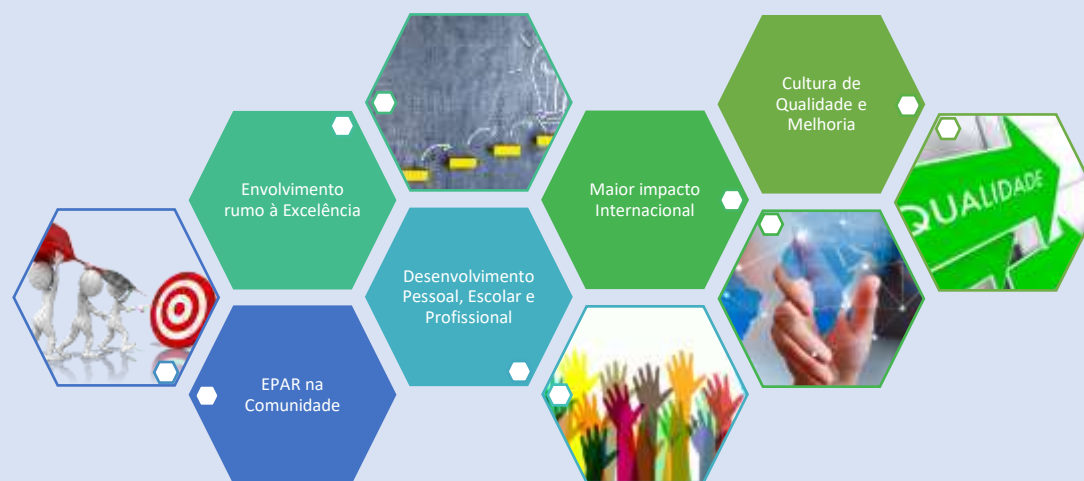 Cultura de
Qualidade e
Melhoria
Envolvimento
rumo à Excelência
Maior impacto
Internacional
QUALIDADE
Desenvolvimento
Pessoal, Escolar e
Profissional
EPAR na
Comunidade